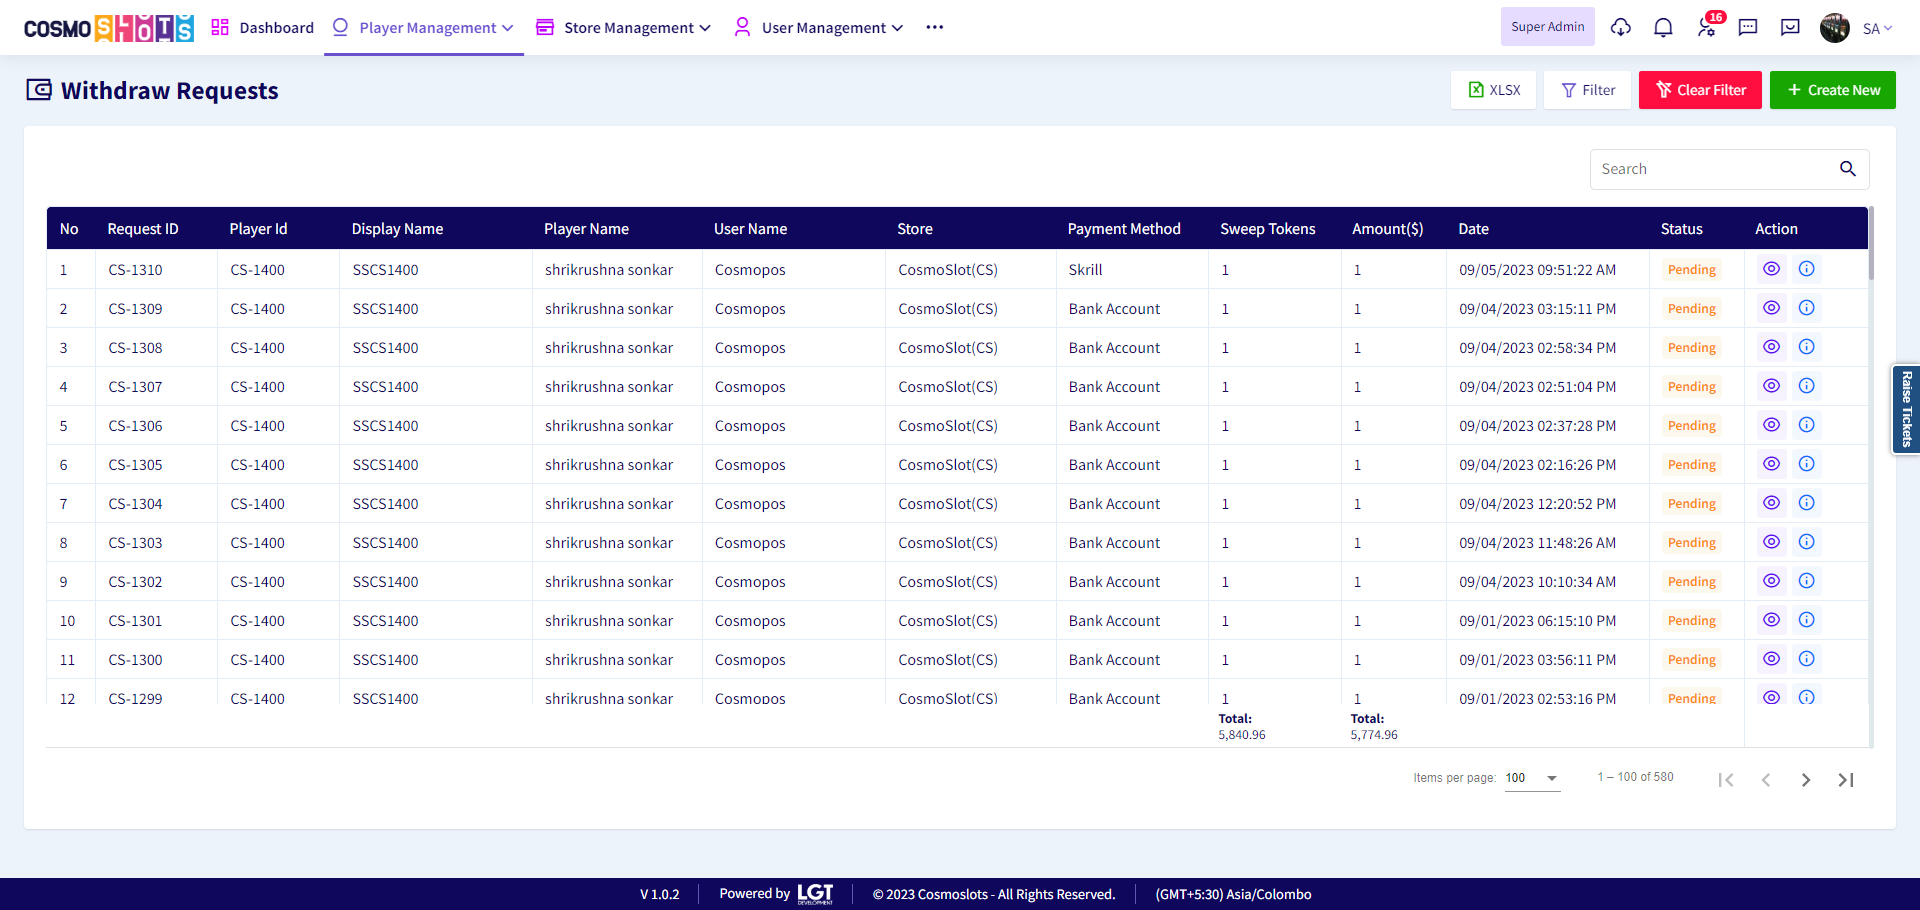 COSMO SLOTS Dashboard Player Management Store Management User Management ••• Super Admin 16 SA
Withdraw Requests XLSX Filter Clear Filter + Create New
Search
No Request ID Player Id Display Name Player Name User Name Store Payment Method Sweep Tokens Amount($) Date Status Action
1 CS-1310 CS-1400 SSCS1400 shrikrushna sonkar Cosmopos CosmoSlot(CS) Skrill 1 1 09/05/2023 09:51:22 AM Pending
2 CS-1309 CS-1400 SSCS1400 shrikrushna sonkar Cosmopos CosmoSlot(CS) Bank Account 1 1 09/04/2023 03:15:11 PM Pending
3 CS-1308 CS-1400 SSCS1400 shrikrushna sonkar Cosmopos CosmoSlot(CS) Bank Account 1 1 09/04/2023 02:58:34 PM Pending
4 CS-1307 CS-1400 SSCS1400 shrikrushna sonkar Cosmopos CosmoSlot(CS) Bank Account 1 1 09/04/2023 02:51:04 PM Pending
5 CS-1306 CS-1400 SSCS1400 shrikrushna sonkar Cosmopos CosmoSlot(CS) Bank Account 1 1 09/04/2023 02:37:28 PM Pending
6 CS-1305 CS-1400 SSCS1400 shrikrushna sonkar Cosmopos CosmoSlot(CS) Bank Account 1 1 09/04/2023 02:16:26 PM Pending
7 CS-1304 CS-1400 SSCS1400 shrikrushna sonkar Cosmopos CosmoSlot(CS) Bank Account 1 1 09/04/2023 12:20:52 PM Pending
8 CS-1303 CS-1400 SSCS1400 shrikrushna sonkar Cosmopos CosmoSlot(CS) Bank Account 1 1 09/04/2023 11:48:26 AM Pending
9 CS-1302 CS-1400 SSCS1400 shrikrushna sonkar Cosmopos CosmoSlot(CS) Bank Account 1 1 09/04/2023 10:10:34 AM Pending
10 CS-1301 CS-1400 SSCS1400 shrikrushna sonkar Cosmopos CosmoSlot(CS) Bank Account 1 1 09/01/2023 06:15:10 PM Pending
11 CS-1300 CS-1400 SSCS1400 shrikrushna sonkar Cosmopos CosmoSlot(CS) Bank Account 1 1 09/01/2023 03:56:11 PM Pending
12 CS-1299 CS-1400 SSCS1400 shrikrushna sonkar Cosmopos CosmoSlot(CS) Bank Account 1 1 09/01/2023 02:53:16 PM Pending
Total: Total:
5,840.96 5,774.96
Raise Tickets
Items per page: 100 1 – 100 of 580
V 1.0.2 Powered by LGT DEVELOPMENT © 2023 Cosmoslots - All Rights Reserved. (GMT+5:30) Asia/Colombo